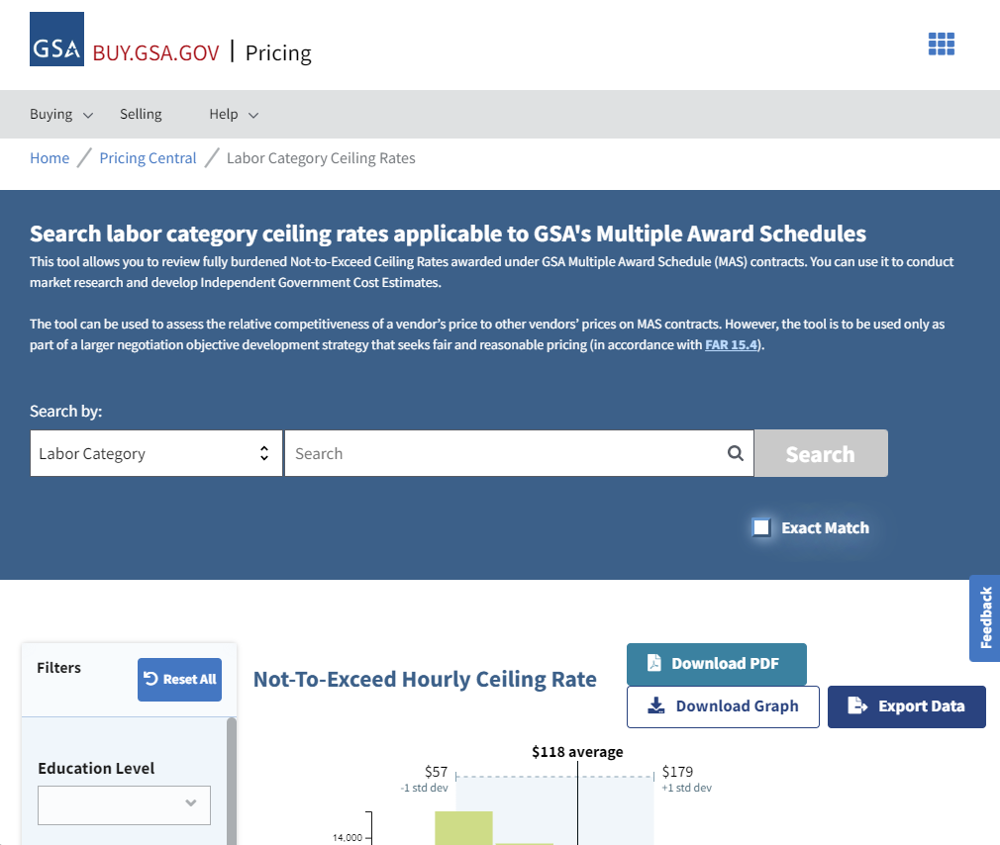 GSA BUY.GSA.GOV | Pricing
Buying Selling Help
Home / Pricing Central / Labor Category Ceiling Rates
Search labor category ceiling rates applicable to GSA's Multiple Award Schedules
This tool allows you to review fully burdened Not-to-Exceed Ceiling Rates awarded under GSA Multiple Award Schedule (MAS) contracts. You can use it to conduct
market research and develop Independent Government Cost Estimates.
The tool can be used to assess the relative competitiveness of a vendor’s price to other vendors’ prices on MAS contracts. However, the tool is to be used only as
part of a larger negotiation objective development strategy that seeks fair and reasonable pricing (in accordance with FAR 15.4).
Search by:
Labor Category Search Search
Exact Match
Feedback
Filters
Reset All
Education Level
Not-To-Exceed Hourly Ceiling Rate
Download PDF
Download Graph
Export Data
$118 average
$57
-1 std dev
$179
+1 std dev
14,000